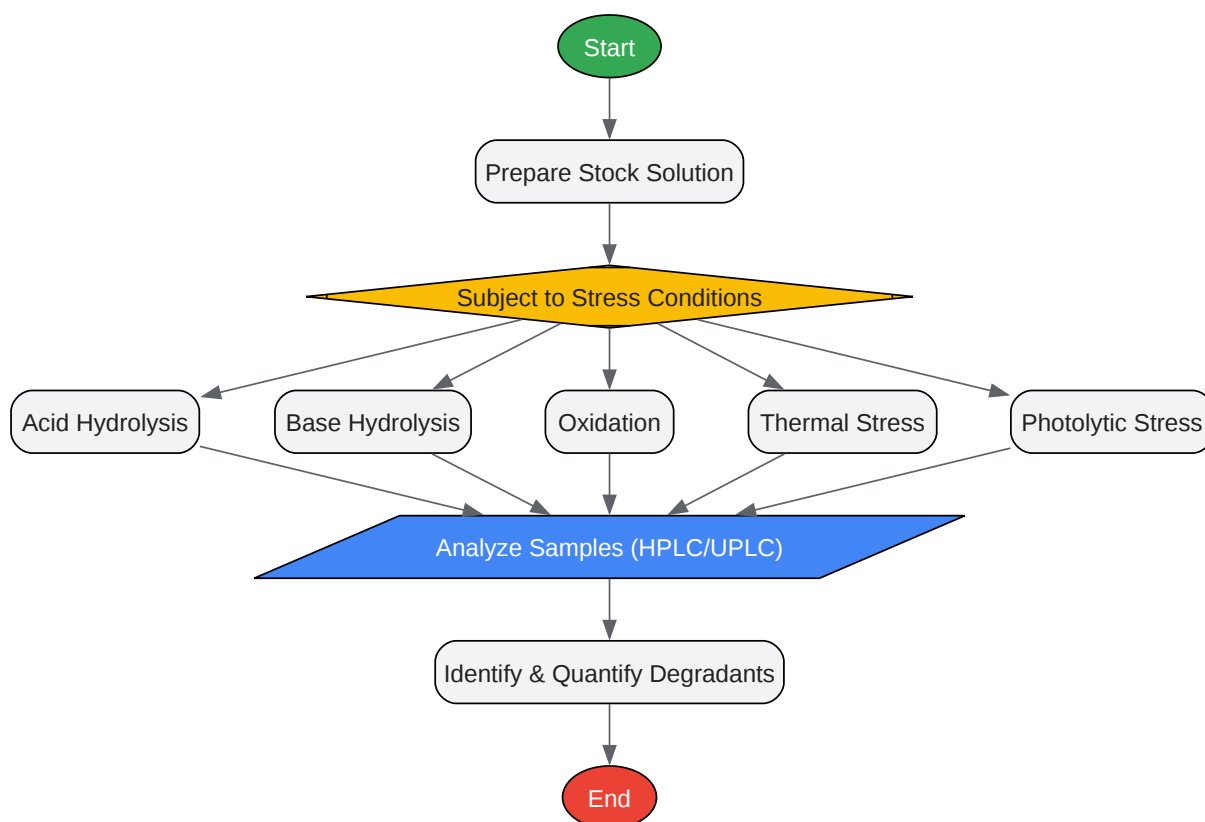 Start
Prepare Stock Solution
Subject to Stress Conditions
Acid Hydrolysis
Base Hydrolysis
Oxidation
Thermal Stress
Photolytic Stress
Analyze Samples (HPLC/UPLC)
Identify & Quantify Degradants
End